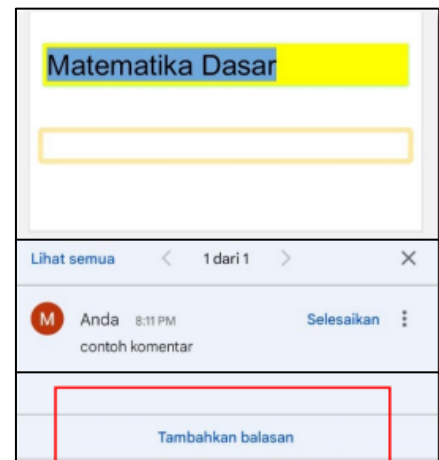 Matematika Dasar
Lihat semua < 1 dari 1 > ×
M Anda 8:11 PM Selesaikan ⋮
contoh komentar
Tambahkan balasan